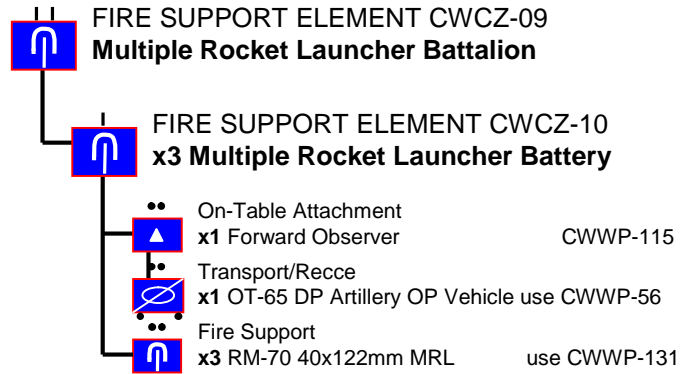 FIRE SUPPORT ELEMENT CWCZ-09
Multiple Rocket Launcher Battalion
FIRE SUPPORT ELEMENT CWCZ-10
x3 Multiple Rocket Launcher Battery
On-Table Attachment
x1 Forward Observer CWWP-115
Transport/Recce
x1 OT-65 DP Artillery OP Vehicle use CWWP-56
Fire Support
x3 RM-70 40x122mm MRL use CWWP-131